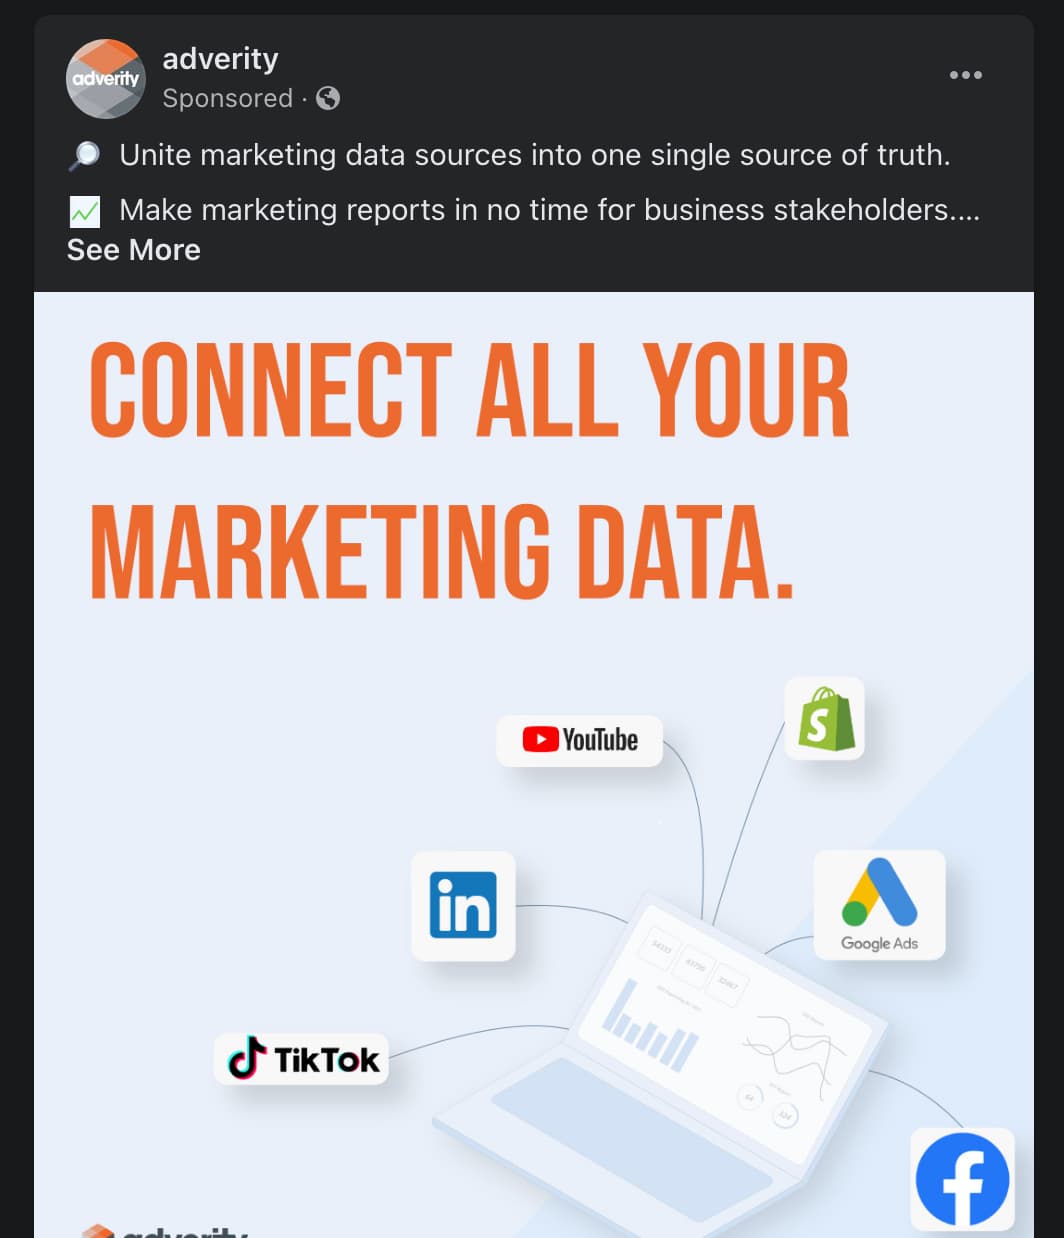 adverity
adverity
Sponsored ·
Unite marketing data sources into one single source of truth.
Make marketing reports in no time for business stakeholders....
See More
CONNECT ALL YOUR
MARKETING DATA.
YouTube
S
in
Google Ads
TikTok
f
adverity